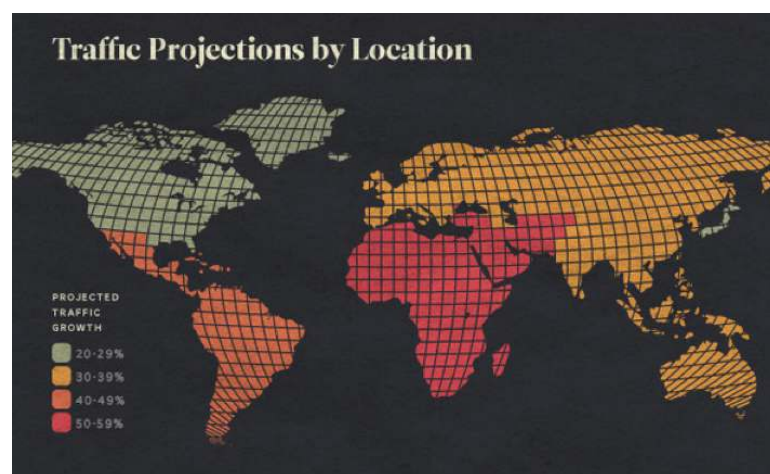 Traffic Projections by Location
PROJECTED
TRAFFIC
GROWTH
20-29%
30-39%
40-49%
50-59%